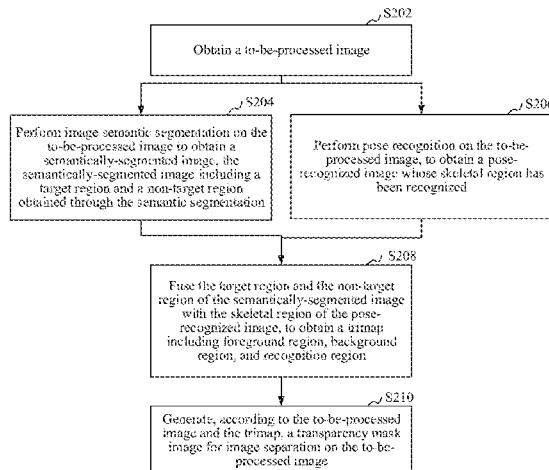 S202
Obtain a to-be-processed image
S204
Perform image semantic segmentation on the
to-be-processed image to obtain a
semantically-segmented image, the
semantically-segmented image including a
target region and a non-target region
obtained through the semantic segmentation
S206
Perform pose recognition on the to-be-
processed image, to obtain a pose-
recognized image whose skeletal region has
been recognized
S208
Fuse the target region and the non-target
region of the semantically-segmented image
with the skeletal region of the pose-
recognized image, to obtain a trimap
including foreground region, background
region, and recognition region
S210
Generate, according to the to-be-processed
image and the trimap, a transparency mask
image for image separation on the to-be-
processed image